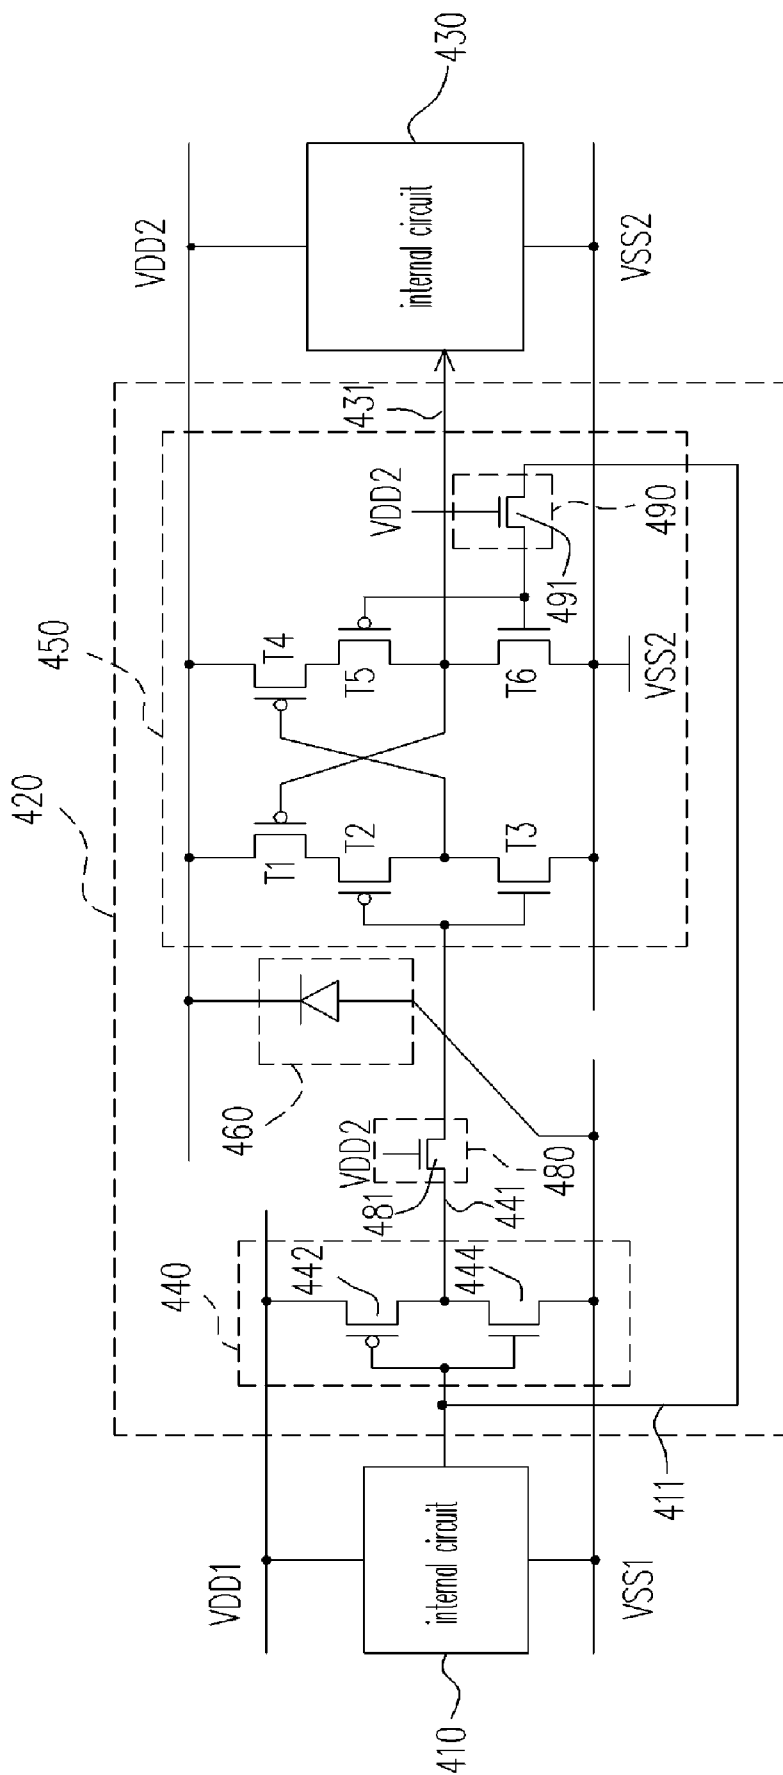 420
450
VDD2
430
internal circuit
VSS2
431
VDD2
490
491
T4
T5
T6
VSS2
T1
T2
T3
460
VDD2
481
480
441
440
442
444
VDD1
internal circuit
VSS1
410
411